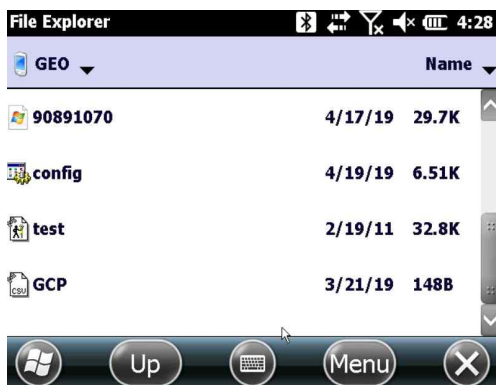 File Explorer 4:28
GEO Name
90891070 4/17/19 29.7K
config 4/19/19 6.51K
test 2/19/11 32.8K
CSV GCP 3/21/19 148B
Up Menu